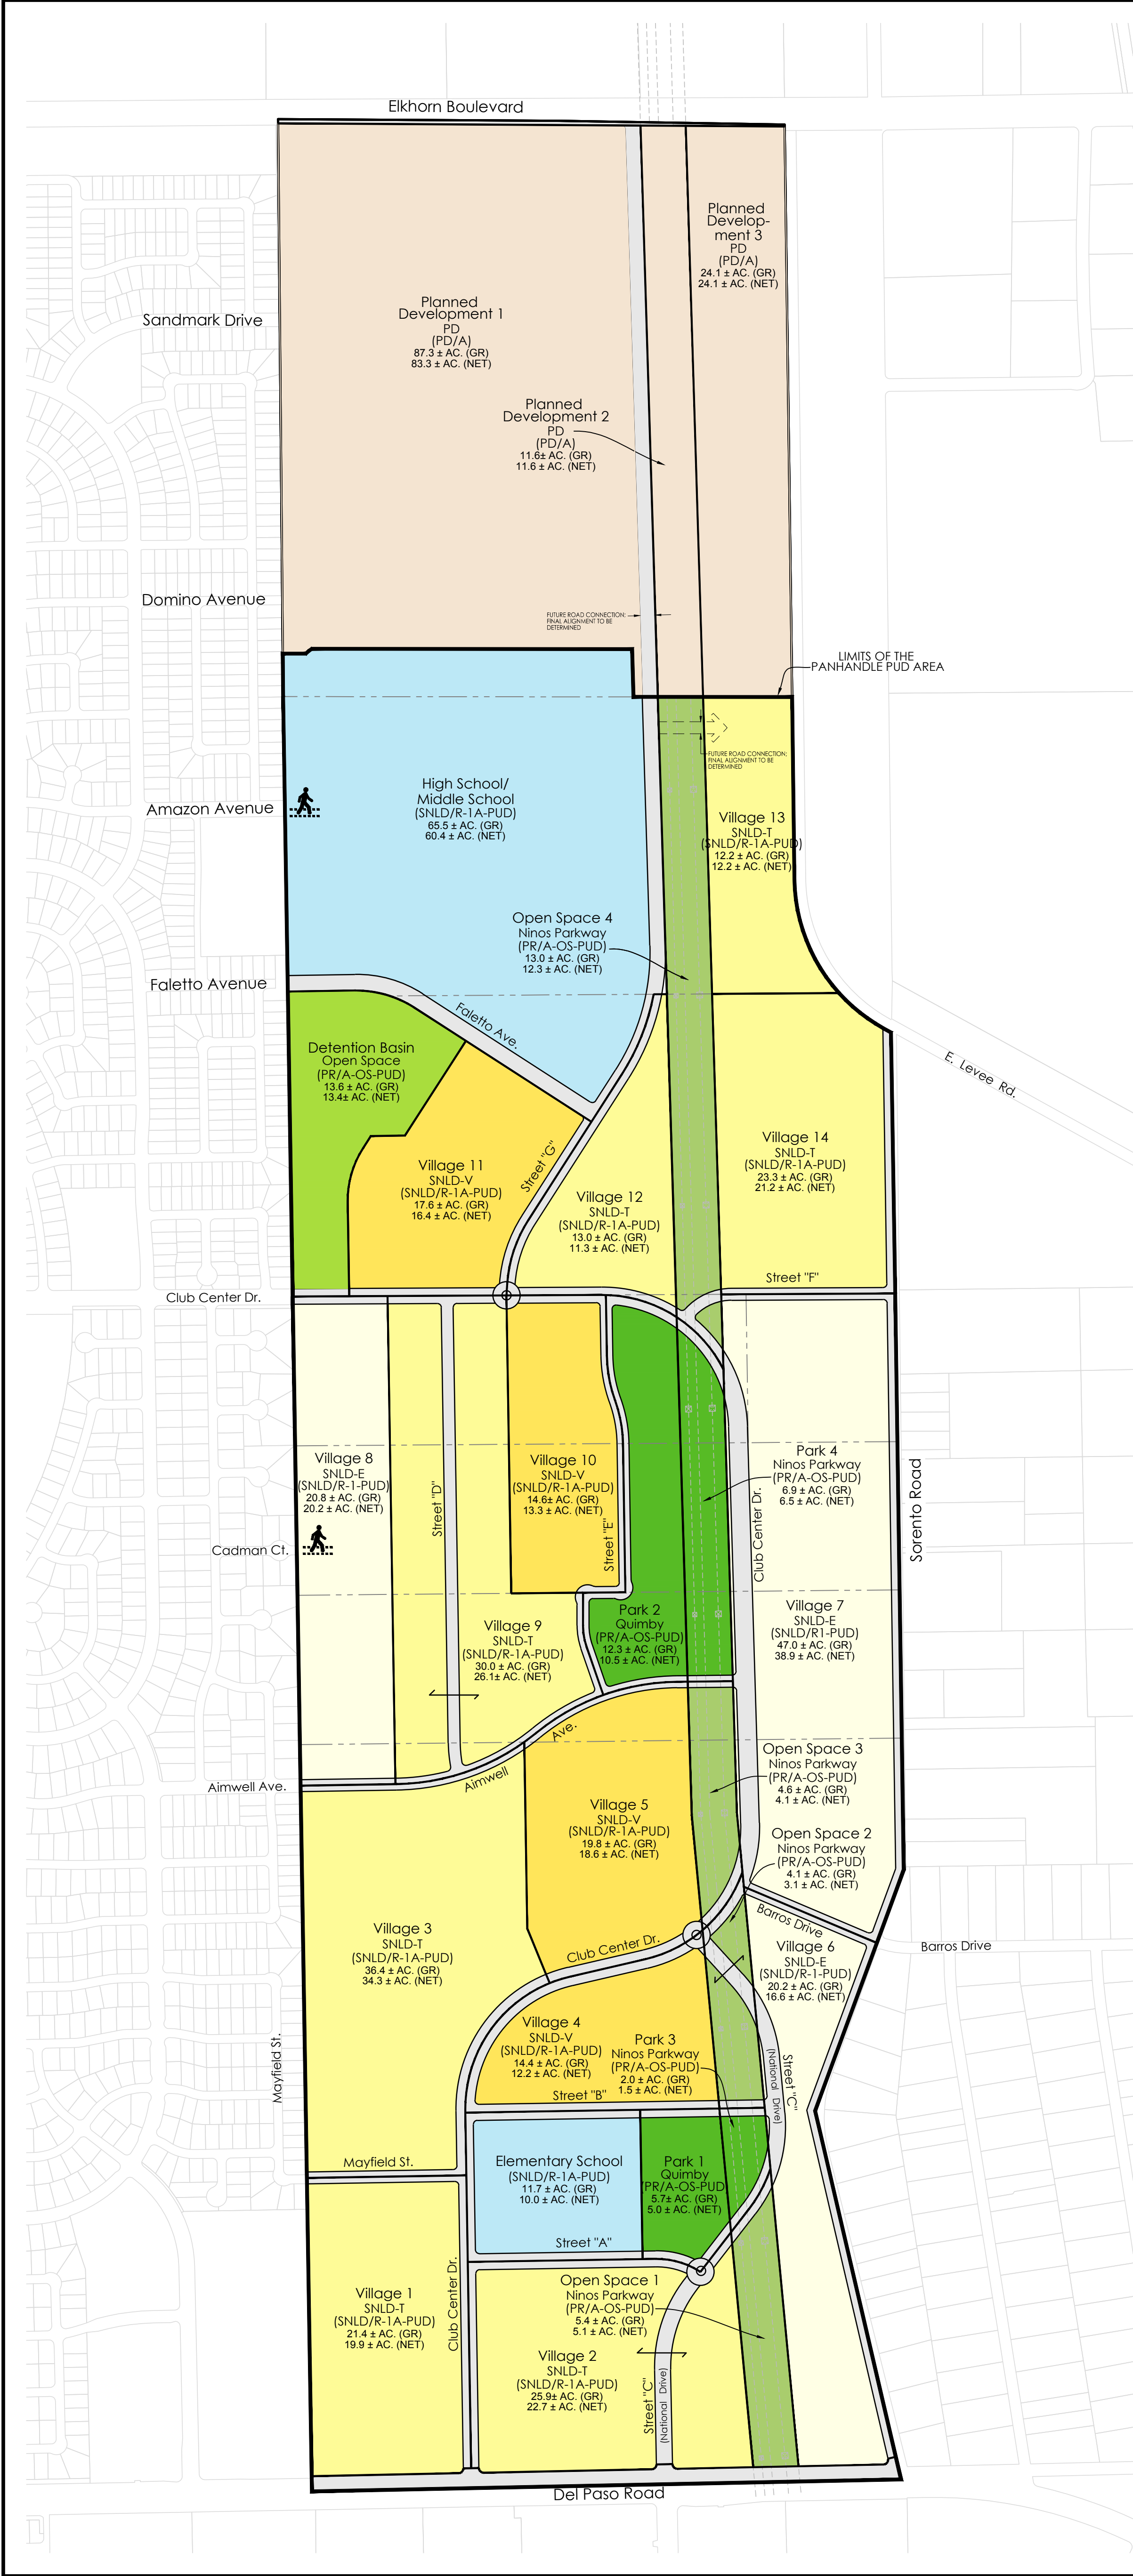 Elkhorn Boulevard
Planned
Develop-
ment 3
PD
(PD/A)
24.1 ± AC. (GR)
24.1 ± AC. (NET)
Planned
Development 1
PD
(PD/A)
87.3 ± AC. (GR)
83.3 ± AC. (NET)
Sandmark Drive
Planned
Development 2
PD
(PD/A)
11.6± AC. (GR)
11.6 ± AC. (NET)
Domino Avenue
FUTURE ROAD CONNECTION;
FINAL ALIGNMENT TO BE
DETERMINED
LIMITS OF THE
PANHANDLE PUD AREA
FUTURE ROAD CONNECTION;
FINAL ALIGNMENT TO BE
DETERMINED
High School/
Middle School
(SNLD/R-1A-PUD)
65.5 ± AC. (GR)
60.4 ± AC. (NET)
Amazon Avenue
Village 13
SNLD-T
(SNLD/R-1A-PUD)
12.2 ± AC. (GR)
12.2 ± AC. (NET)
Open Space 4
Ninos Parkway
(PR/A-OS-PUD)
13.0 ± AC. (GR)
12.3 ± AC. (NET)
Faletto Avenue
Faletto Ave.
Detention Basin
Open Space
(PR/A-OS-PUD)
13.6 ± AC. (GR)
13.4± AC. (NET)
E. Levee Rd.
Village 11
SNLD-V
(SNLD/R-1A-PUD)
17.6 ± AC. (GR)
16.4 ± AC. (NET)
Street "G"
Village 14
SNLD-T
(SNLD/R-1A-PUD)
23.3 ± AC. (GR)
21.2 ± AC. (NET)
Village 12
SNLD-T
(SNLD/R-1A-PUD)
13.0 ± AC. (GR)
11.3 ± AC. (NET)
Street "F"
Club Center Dr.
Village 8
SNLD-E
(SNLD/R-1-PUD)
20.8 ± AC. (GR)
20.2 ± AC. (NET)
Street "D"
Village 10
SNLD-V
(SNLD/R-1A-PUD)
14.6± AC. (GR)
13.3 ± AC. (NET)
Street "E"
Park 4
Ninos Parkway
(PR/A-OS-PUD)
6.9 ± AC. (GR)
6.5 ± AC. (NET)
Club Center Dr.
Sorento Road
Cadman Ct.
Village 9
SNLD-T
(SNLD/R-1A-PUD)
30.0 ± AC. (GR)
26.1± AC. (NET)
Park 2
Quimby
(PR/A-OS-PUD)
12.3 ± AC. (GR)
10.5 ± AC. (NET)
Village 7
SNLD-E
(SNLD/R1-PUD)
47.0 ± AC. (GR)
38.9 ± AC. (NET)
Aimwell Ave.
Aimwell
Ave.
Open Space 3
Ninos Parkway
(PR/A-OS-PUD)
4.6 ± AC. (GR)
4.1 ± AC. (NET)
Village 5
SNLD-V
(SNLD/R-1A-PUD)
19.8 ± AC. (GR)
18.6 ± AC. (NET)
Open Space 2
Ninos Parkway
(PR/A-OS-PUD)
4.1 ± AC. (GR)
3.1 ± AC. (NET)
Village 3
SNLD-T
(SNLD/R-1A-PUD)
36.4 ± AC. (GR)
34.3 ± AC. (NET)
Club Center Dr.
Barros Drive
Barros Drive
Village 6
SNLD-E
(SNLD/R-1-PUD)
20.2 ± AC. (GR)
16.6 ± AC. (NET)
Village 4
SNLD-V
(SNLD/R-1A-PUD)
14.4 ± AC. (GR)
12.2 ± AC. (NET)
Park 3
Ninos Parkway
(PR/A-OS-PUD)
2.0 ± AC. (GR)
1.5 ± AC. (NET)
Street "C"
(National Drive)
Mayfield St.
Street "B"
Mayfield St.
Elementary School
(SNLD/R-1A-PUD)
11.7 ± AC. (GR)
10.0 ± AC. (NET)
Park 1
Quimby
(PR/A-OS-PUD)
5.7± AC. (GR)
5.0 ± AC. (NET)
Street "A"
Village 1
SNLD-T
(SNLD/R-1A-PUD)
21.4 ± AC. (GR)
19.9 ± AC. (NET)
Club Center Dr.
Open Space 1
Ninos Parkway
(PR/A-OS-PUD)
5.4 ± AC. (GR)
5.1 ± AC. (NET)
Village 2
SNLD-T
(SNLD/R-1A-PUD)
25.9± AC. (GR)
22.7 ± AC. (NET)
Street "C"
(National Drive)
Del Paso Road